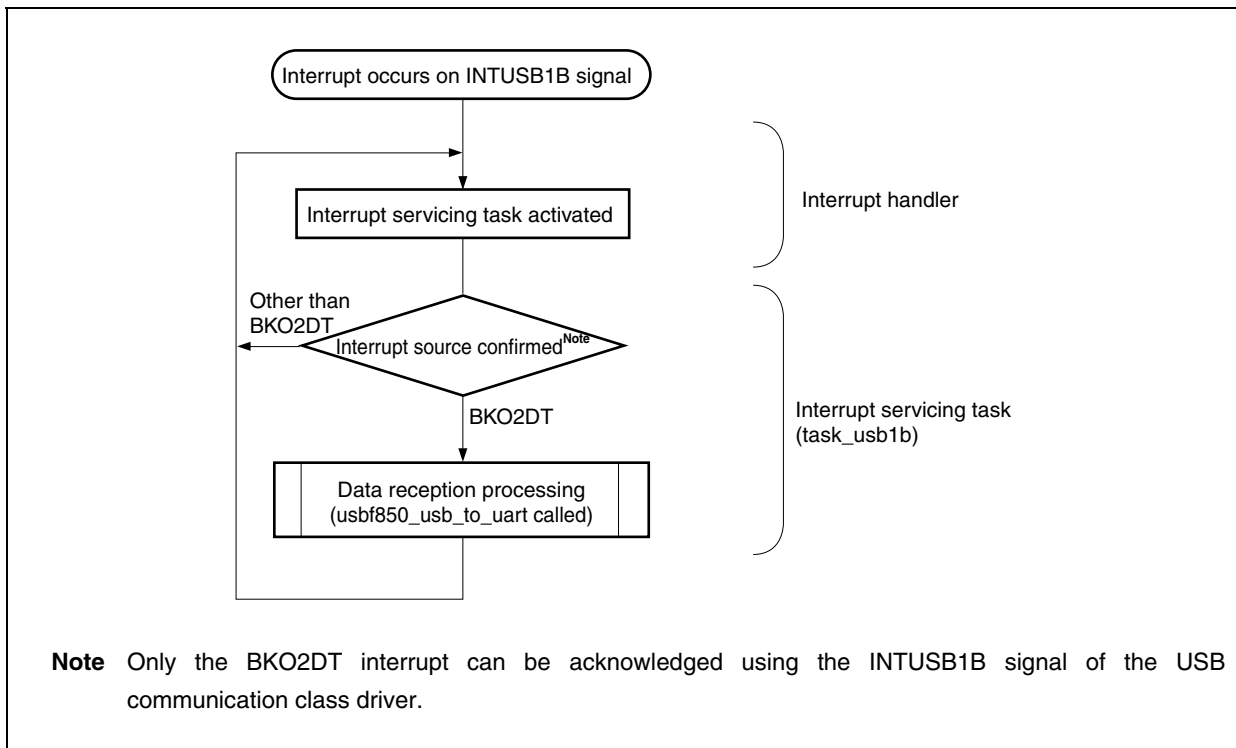 Interrupt occurs on INTUSB1B signal
Interrupt servicing task activated
Interrupt handler
Other than
BKO2DT
Interrupt source confirmedNote
BKO2DT
Interrupt servicing task
(task_usb1b)
Data reception processing
(usbf850_usb_to_uart called)
Note Only the BKO2DT interrupt can be acknowledged using the INTUSB1B signal of the USB
communication class driver.